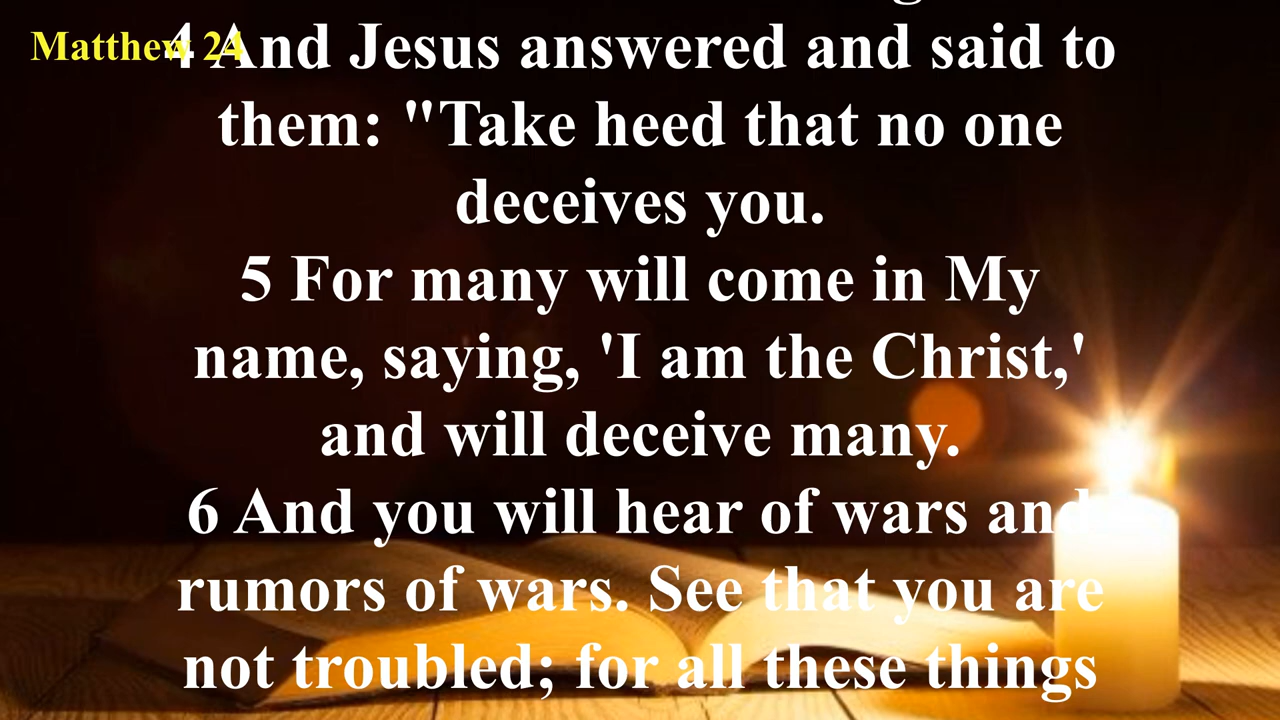 Matthew 24
4 And Jesus answered and said to
them: "Take heed that no one
deceives you.
5 For many will come in My
name, saying, 'I am the Christ,'
and will deceive many.
6 And you will hear of wars and
rumors of wars. See that you are
not troubled; for all these things